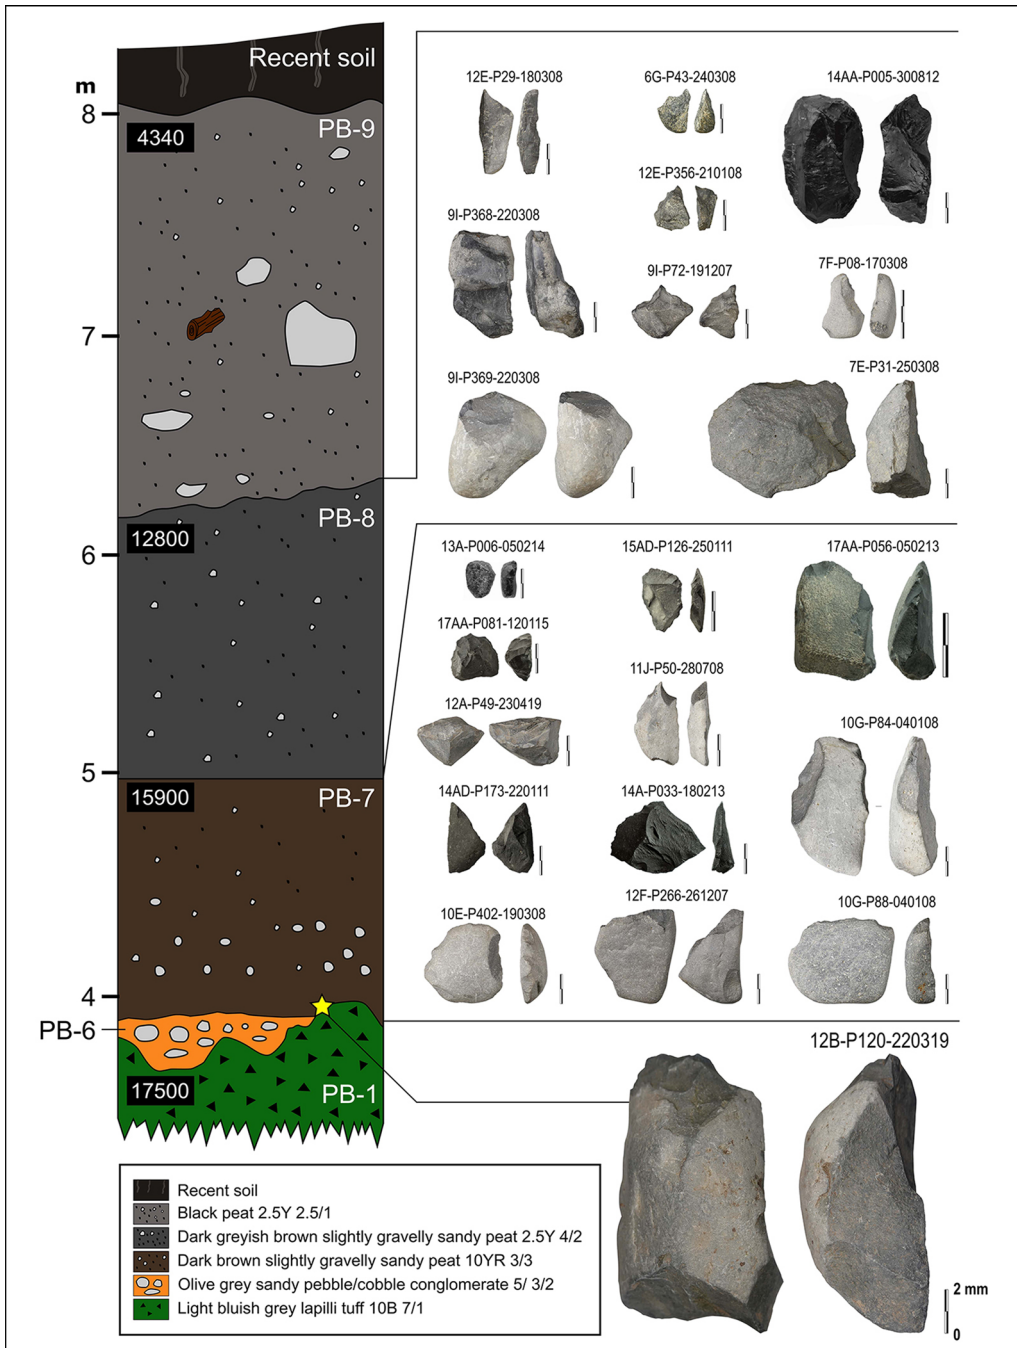 Recent soil
m
8
4340
PB-9
7
PB-8
12800
6
5
15900
PB-7
4
PB-6
17500
PB-1
12E-P29-180308
6G-P43-240308
14AA-P005-300812
12E-P356-210108
9I-P368-220308
9I-P72-191207
7F-P08-170308
9I-P369-220308
7E-P31-250308
13A-P006-050214
15AD-P126-250111
17AA-P056-050213
17AA-P081-120115
11J-P50-280708
12A-P49-230419
10G-P84-040108
14AD-P173-220111
14A-P033-180213
10E-P402-190308
12F-P266-261207
10G-P88-040108
12B-P120-220319
2 mm
0
Recent soil
Black peat 2.5Y 2.5/1
Dark greyish brown slightly gravelly sandy peat 2.5Y 4/2
Dark brown slightly gravelly sandy peat 10YR 3/3
Olive grey sandy pebble/cobble conglomerate 5/ 3/2
Light bluish grey lapilli tuff 10B 7/1